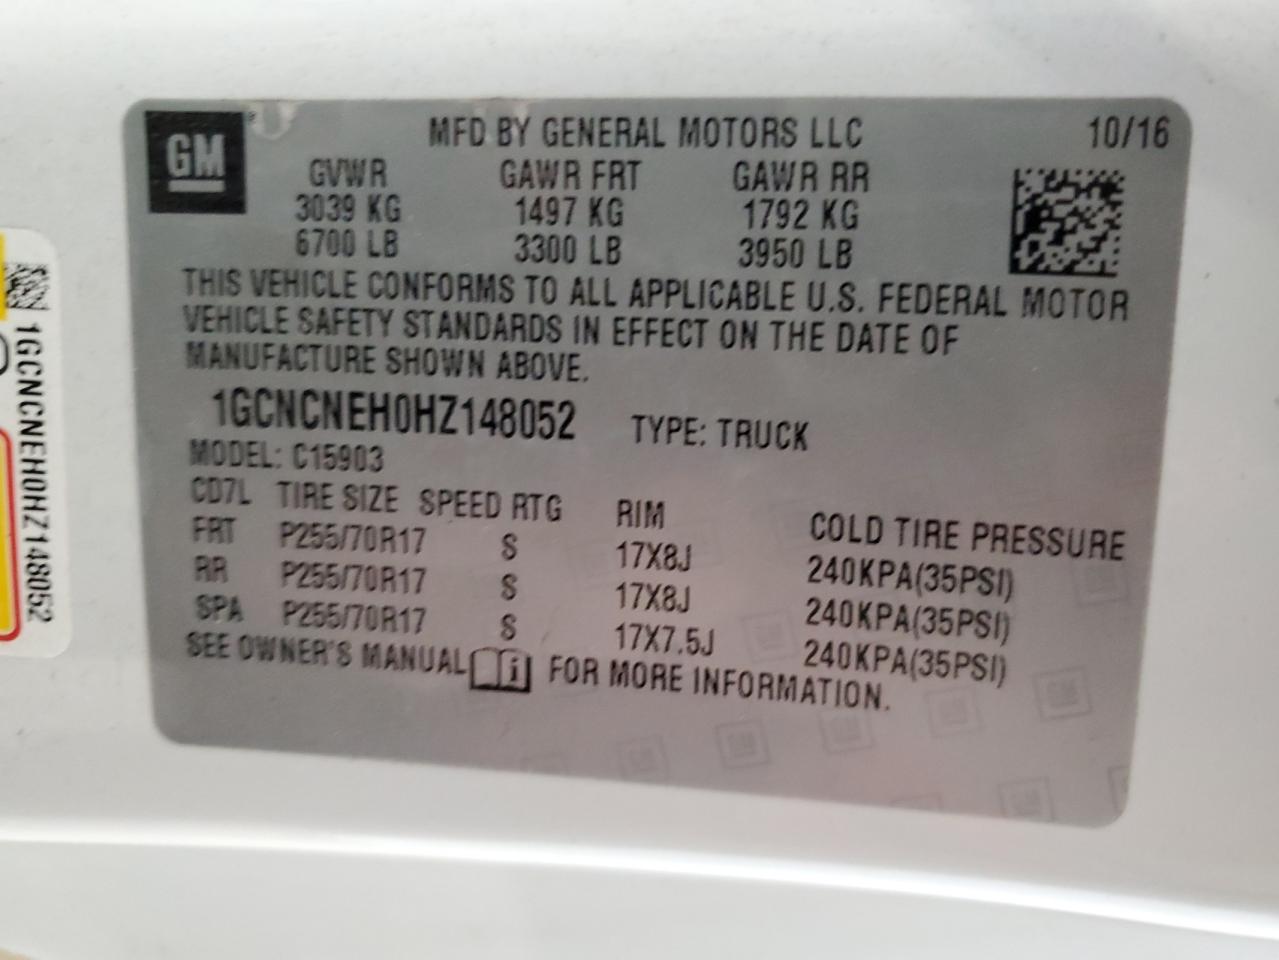 GM
MFD BY GENERAL MOTORS LLC 10/16
GVWR GAWR FRT GAWR RR
3039 KG 1497 KG 1792 KG
6700 LB 3300 LB 3950 LB
THIS VEHICLE CONFORMS TO ALL APPLICABLE U.S. FEDERAL MOTOR
VEHICLE SAFETY STANDARDS IN EFFECT ON THE DATE OF
MANUFACTURE SHOWN ABOVE.
1GCNCNEH0HZ148052 TYPE: TRUCK
MODEL: C15903
CD7L TIRE SIZE SPEED RTG RIM COLD TIRE PRESSURE
FRT P255/70R17 S 17X8J 240KPA(35PSI)
RR P255/70R17 S 17X8J 240KPA(35PSI)
SPA P255/70R17 S 17X7.5J 240KPA(35PSI)
SEE OWNER'S MANUAL i FOR MORE INFORMATION.
1GCNCNEH0HZ148052